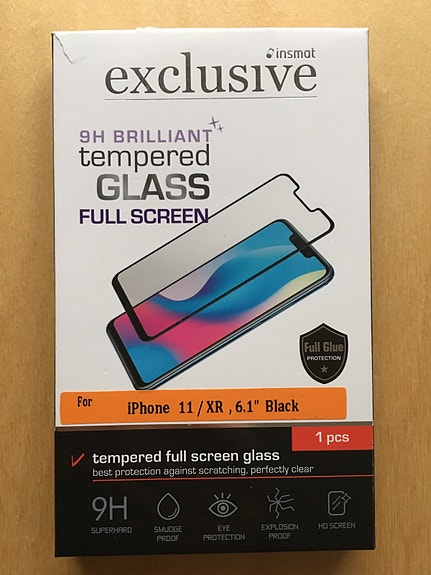 insmat
exclusive
9H BRILLIANT
tempered
GLASS
FULL SCREEN
Full Glue
PROTECTION
For iPhone 11 / XR , 6.1" Black
1 pcs
tempered full screen glass
best protection against scratching, perfectly clear
9H
SUPERHARD
SMUDGE PROOF
EYE PROTECTION
EXPLOSION PROOF
HD SCREEN